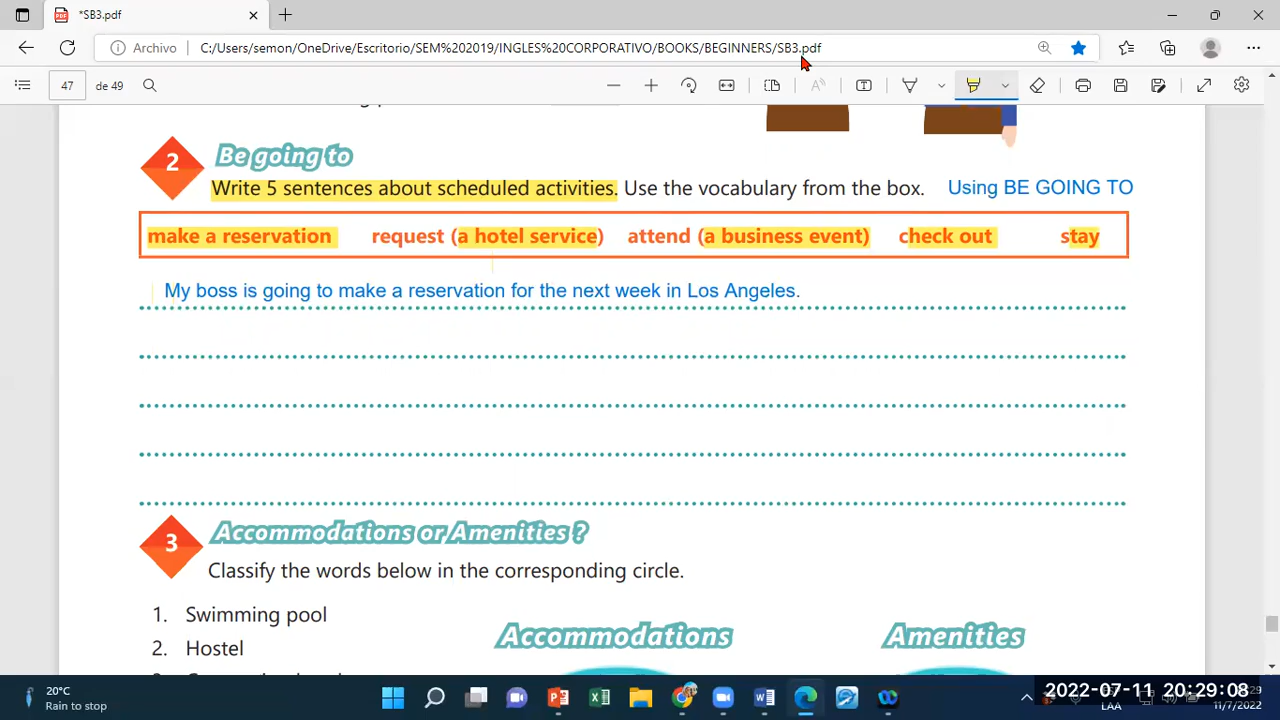 *SB3.pdf
Archivo C:/Users/semon/OneDrive/Escritorio/SEM%202019/INGLES%20CORPORATIVO/BOOKS/BEGINNERS/SB3.pdf
47 de 49
2 Be going to
Write 5 sentences about scheduled activities. Use the vocabulary from the box. Using BE GOING TO
make a reservation request (a hotel service) attend (a business event) check out stay
My boss is going to make a reservation for the next week in Los Angeles.
3 Accommodations or Amenities ?
Classify the words below in the corresponding circle.
1. Swimming pool
Accommodations Amenities
2. Hostel
20°C
Rain to stop
2022-07-11 20:29:08
LAA
11/7/2022